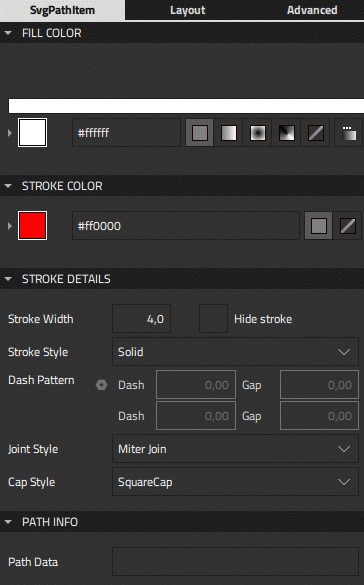 SvgPathItem Layout Advanced
FILL COLOR
#ffffff
STROKE COLOR
#ff0000
STROKE DETAILS
Stroke Width 4,0 Hide stroke
Stroke Style Solid
Dash Pattern Dash 0,00 Gap 0,00
Dash 0,00 Gap 0,00
Joint Style Miter Join
Cap Style SquareCap
PATH INFO
Path Data